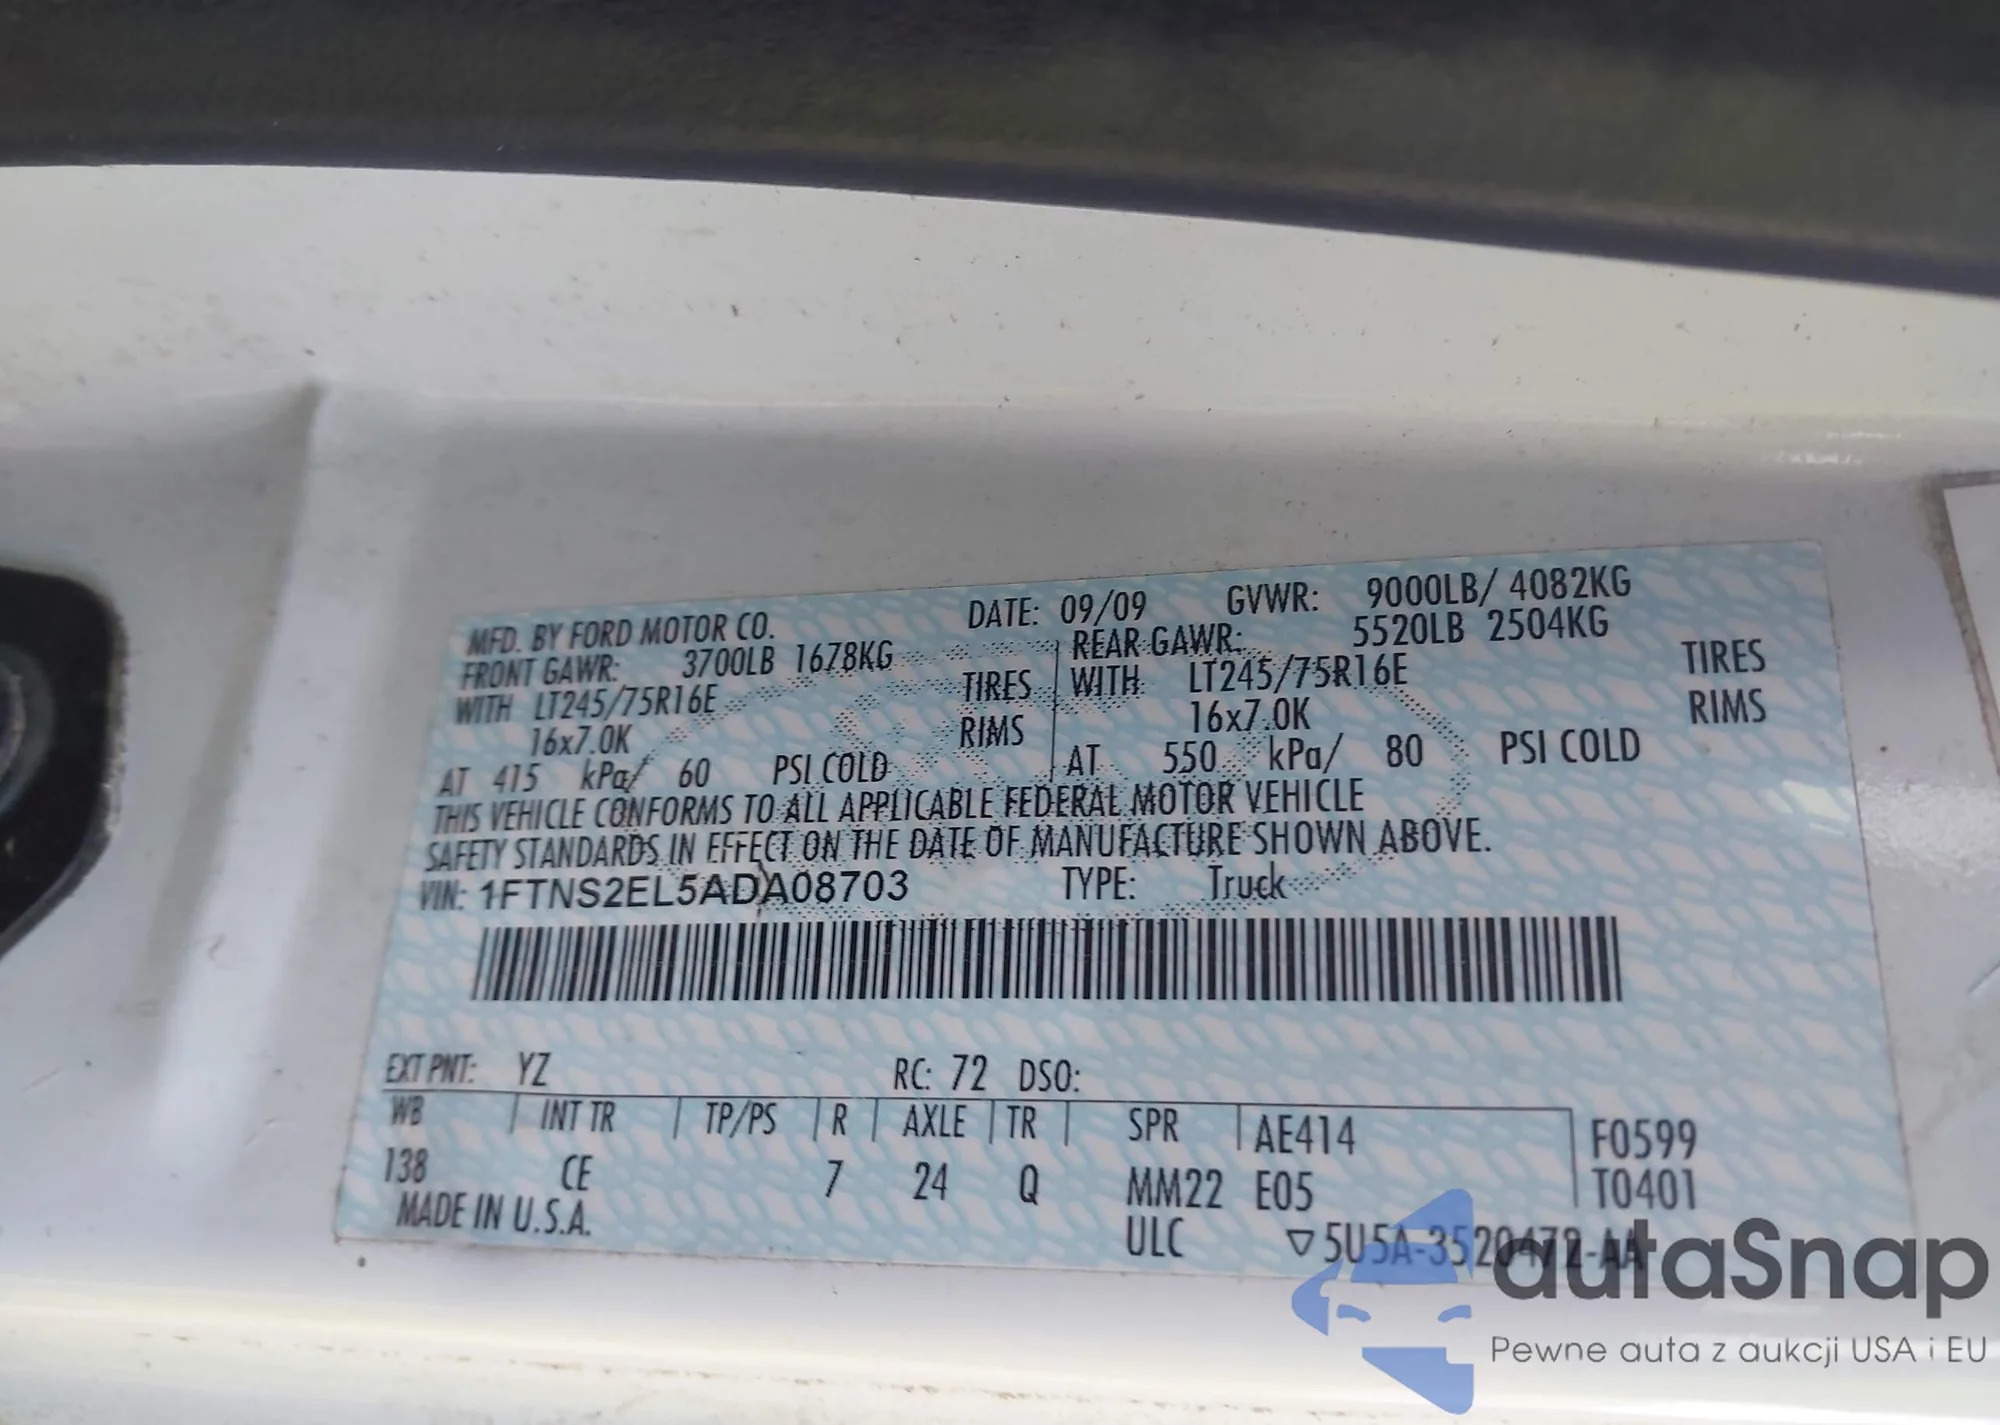 MFD. BY FORD MOTOR CO. DATE: 09/09 GVWR: 9000LB/ 4082KG
FRONT GAWR: 3700LB 1678KG REAR GAWR: 5520LB 2504KG
WITH LT245/75R16E TIRES WITH LT245/75R16E TIRES
16x7.0K RIMS 16x7.0K RIMS
AT 415 kPa/ 60 PSI COLD AT 550 kPa/ 80 PSI COLD
THIS VEHICLE CONFORMS TO ALL APPLICABLE FEDERAL MOTOR VEHICLE
SAFETY STANDARDS IN EFFECT ON THE DATE OF MANUFACTURE SHOWN ABOVE.
VIN: 1FTNS2EL5ADA08703 TYPE: Truck
EXT PNT: YZ RC: 72 DSO:
WB INT TR TP/PS R AXLE TR SPR AE414 F0599
138 CE 7 24 Q MM22 E05 T0401
MADE IN U.S.A. ULC ▽5U5A-3520472-AA
autaSnap
Pewne auta z aukcji USA i EU